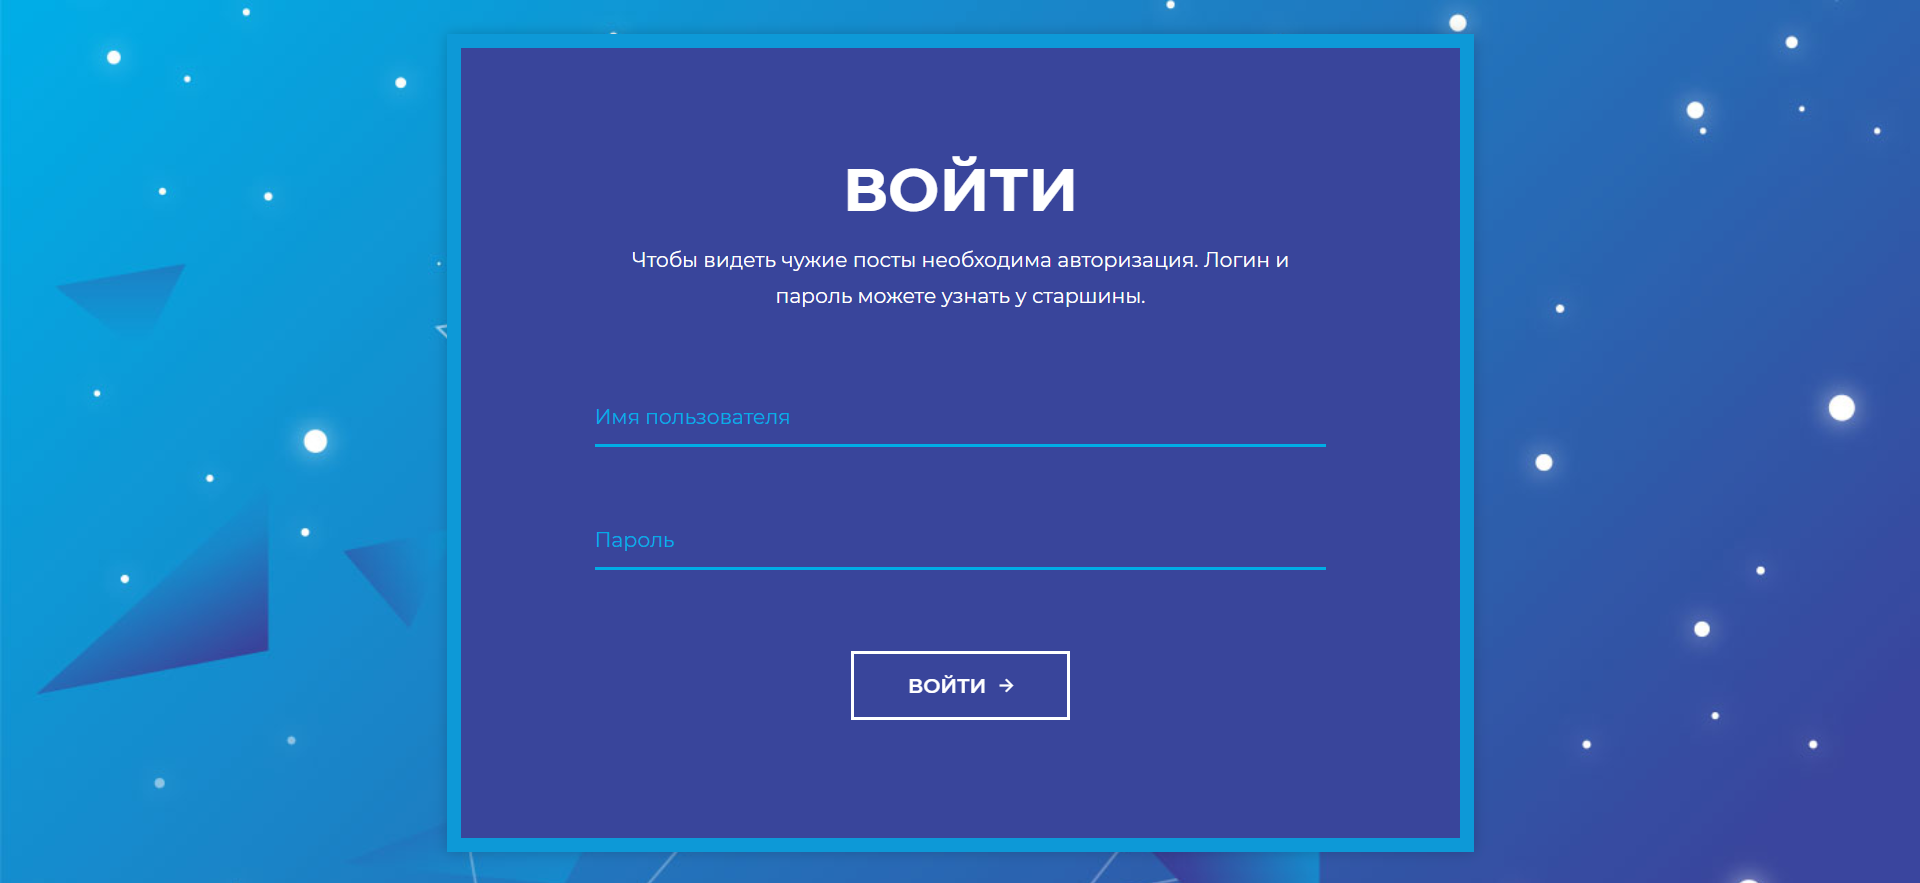 ВОЙТИ
Чтобы видеть чужие посты необходима авторизация. Логин и
пароль можете узнать у старшины.
Имя пользователя
Пароль
ВОЙТИ →